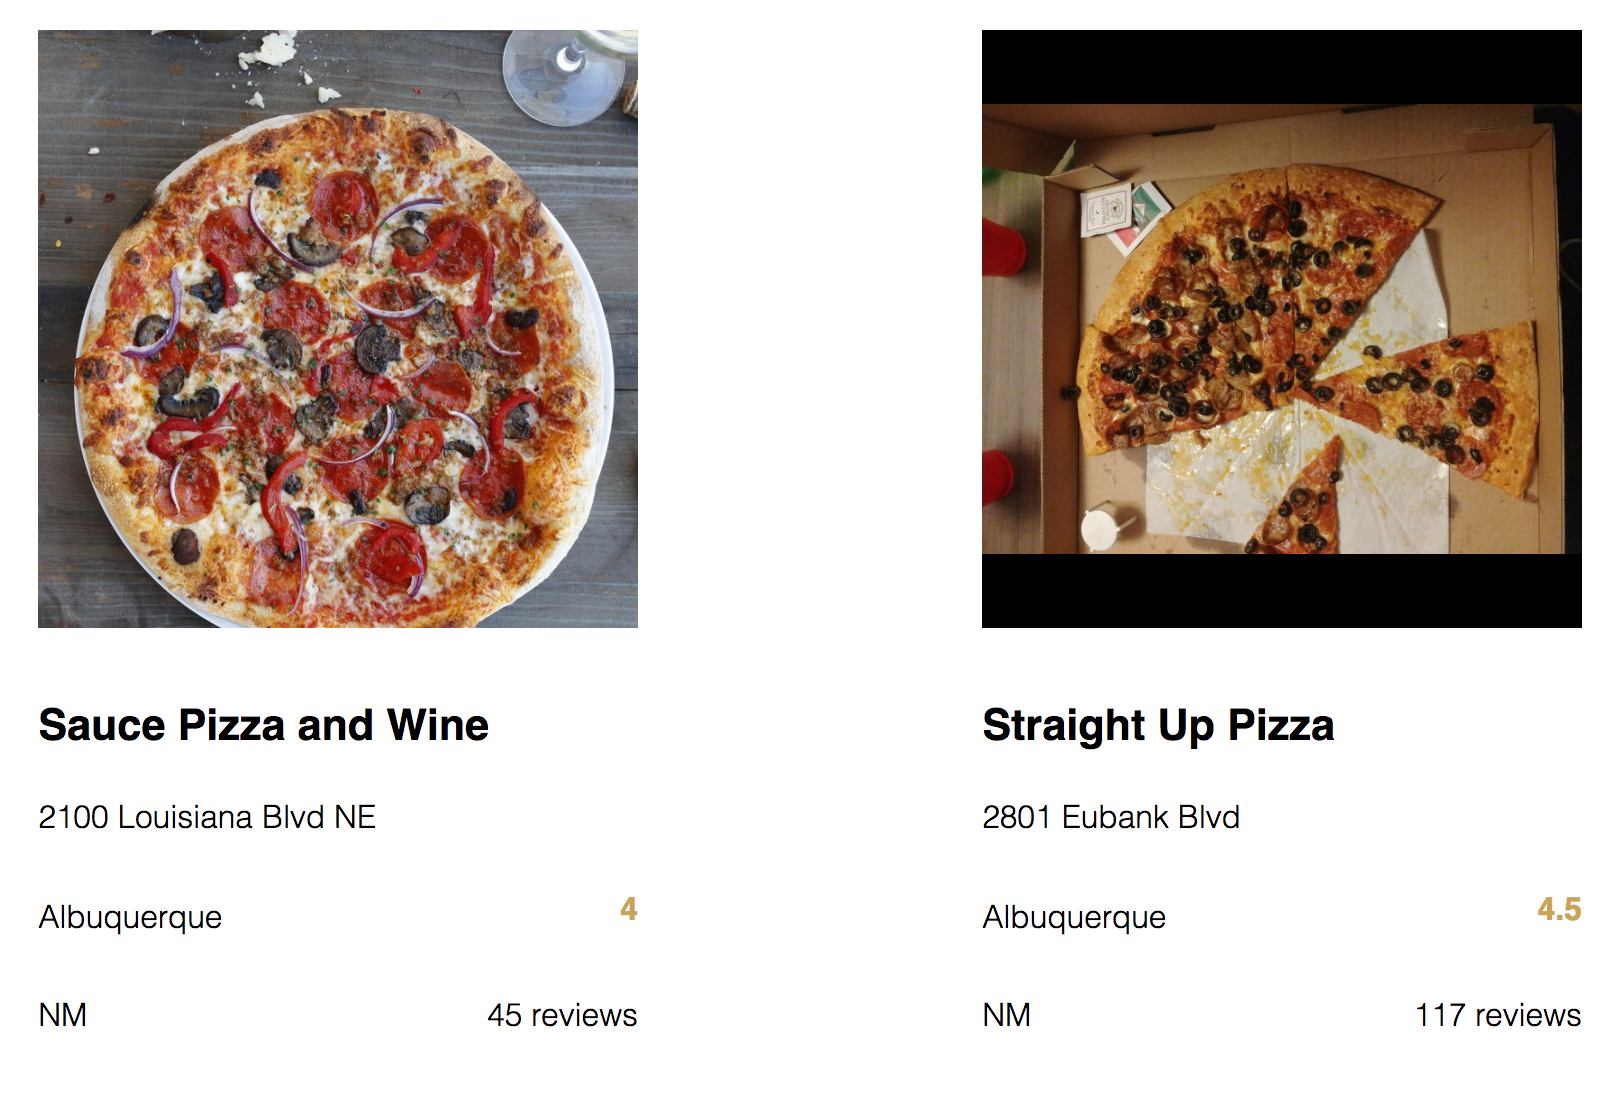 Sauce Pizza and Wine
2100 Louisiana Blvd NE
Albuquerque
4
NM
45 reviews
Straight Up Pizza
2801 Eubank Blvd
Albuquerque
4.5
NM
117 reviews